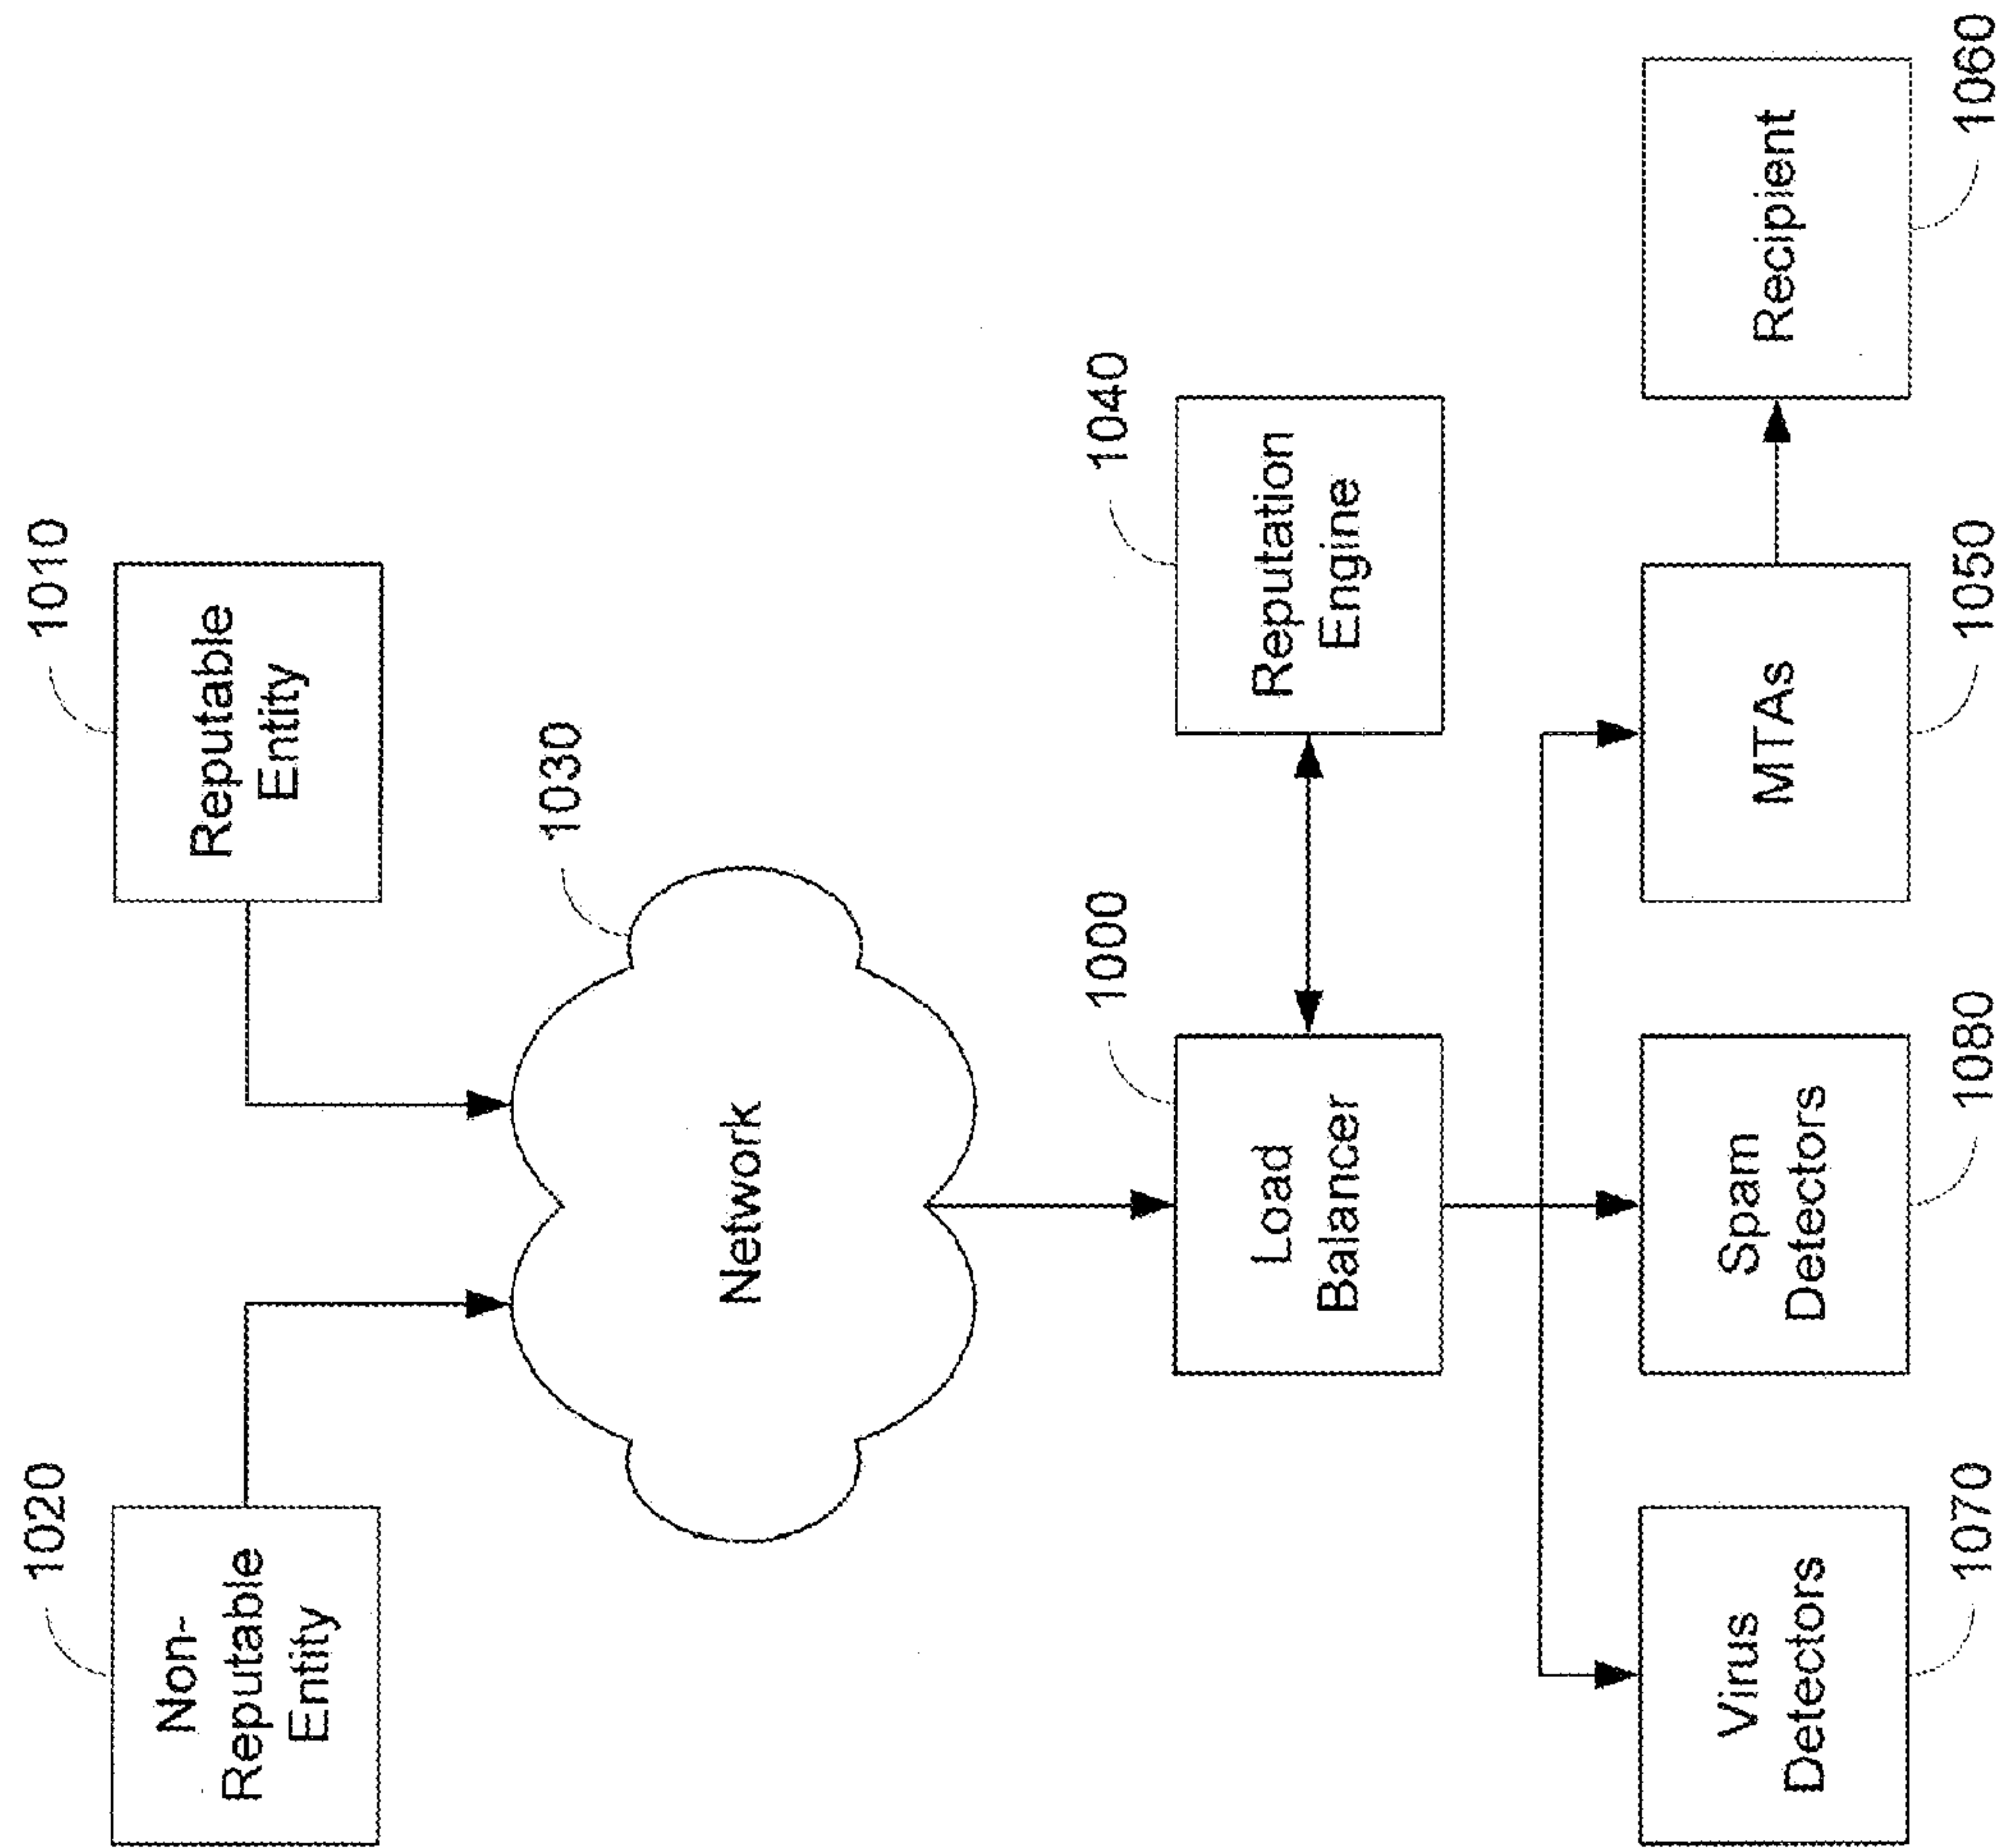 1020
Non-
Reputable
Entity
1010
Reputable
Entity
1030
Network
1000
Load
Balancer
1040
Reputation
Engine
Virus
Detectors
1070
Spam
Detectors
1080
MTAs
1050
Recipient
1060